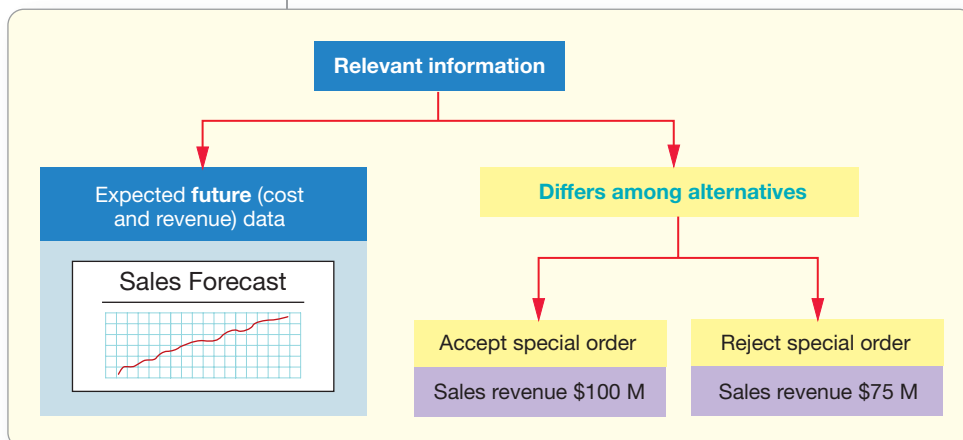 Relevant information
Expected future (cost
and revenue) data
Sales Forecast
Differs among alternatives
Accept special order
Sales revenue $100 M
Reject special order
Sales revenue $75 M